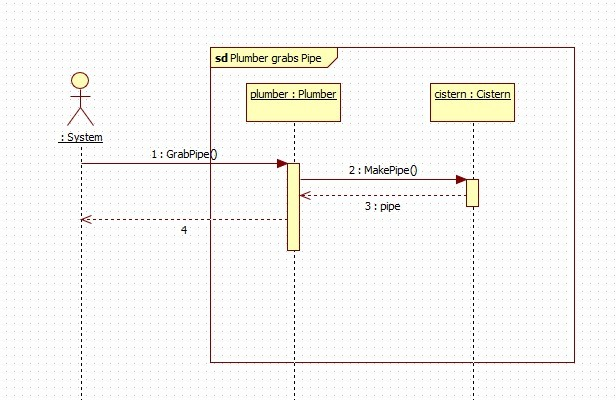 sd Plumber grabs Pipe
plumber : Plumber
cistern : Cistern
: System
1 : GrabPipe()
2 : MakePipe()
3 : pipe
4